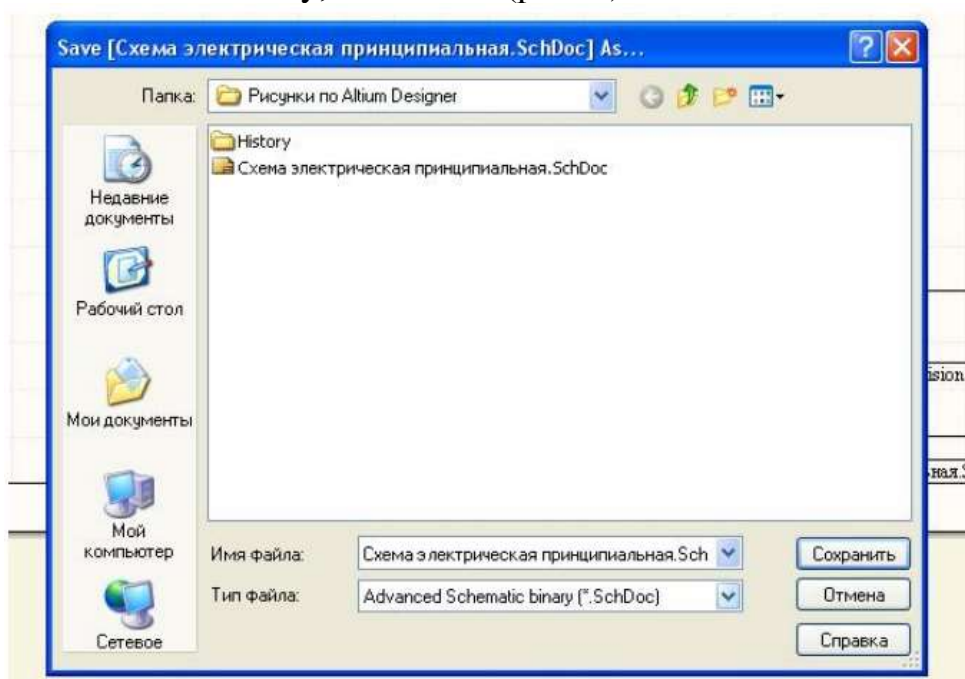 Save [Схема электрическая принципиальная.SchDoc] As...
Папка: Рисунки по Altium Designer
History
Схема электрическая принципиальная.SchDoc
Недавние
документы
Рабочий стол
Мои документы
Мой
компьютер
Сетевое
Имя файла: Схема электрическая принципиальная.Sch
Сохранить
Тип файла: Advanced Schematic binary (*.SchDoc)
Отмена
Справка
ision
ьная.S